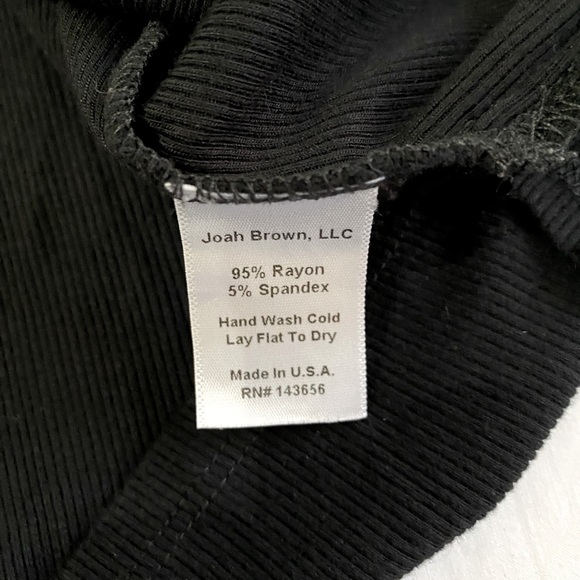 Joah Brown, LLC
95% Rayon
5% Spandex
Hand Wash Cold
Lay Flat To Dry
Made In U.S.A.
RN# 143656